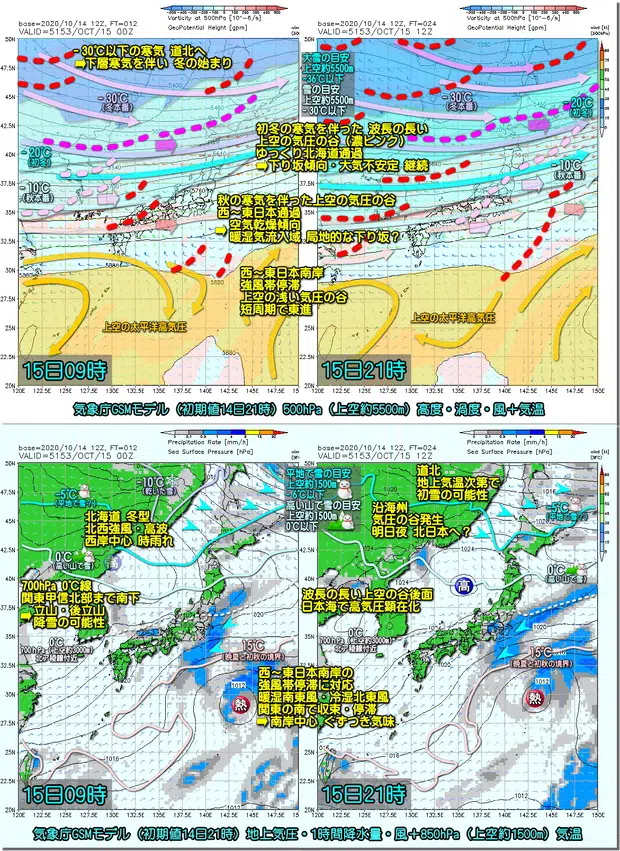 base=2020/10/14 12Z, FT=012
VALID=5153/OCT/15 00Z
Vorticity at 500hPa [10^-6/s]
GeoPotential Height [gpm]
-30℃以下の寒気 道北へ
➡下層寒気を伴い 冬の始まり
-30℃
(冬本番)
-20℃
(初冬)
-10℃
(秋本番)
上空の太平洋高気圧
15日09時
base=2020/10/14 12Z, FT=024
VALID=5153/OCT/15 12Z
Vorticity at 500hPa [10^-6/s]
GeoPotential Height [gpm]
大雪の目安
上空約5500m
-36℃以下
雪の目安
上空約5500m
-30℃以下
-30℃
(冬本番)
-20℃
(初冬)
初冬の寒気を伴った 波長の長い
上空の気圧の谷 (濃ピンク)
ゆっくり北海道通過
➡下り坂傾向・大気不安定 継続
-10℃
(秋本番)
秋の寒気を伴った上空の気圧の谷
西~東日本通過
➡空気乾燥傾向
暖湿気流入域 局地的な下り坂?
西~東日本南岸
強風帯停滞
上空の浅い気圧の谷
短周期で東進
上空の太平洋高気圧
15日21時
気象庁GSMモデル (初期値14日21時) 500hPa (上空約5500m) 高度・渦度・風+気温
base=2020/10/14 12Z, FT=012
VALID=5153/OCT/15 00Z
Precipitation Rate [mm/h]
Sea Surface Pressure [hPa]
-5℃
(平地で雪?)
-10℃
(乾いた雪)
北海道 冬型
北西強風・高波
西岸中心 時雨れ
0℃
(高い山で雪)
700hPa 0℃線
関東甲信北部まで南下
➡立山・後立山
降雪の可能性
0℃
700hPa (上空約3000m)
北ア稜線付近
15℃
(晩夏と初秋の境界)
熱
15日09時
base=2020/10/14 12Z, FT=024
VALID=5153/OCT/15 12Z
Precipitation Rate [mm/h]
Sea Surface Pressure [hPa]
平地で雪の目安
上空約1500m
-6℃以下
高い山で雪の目安
上空約1500m
0℃以下
道北
地上気温次第で
初雪の可能性
沿海州
気圧の谷発生
明日夜 北日本へ?
-5℃
(平地で雪?)
0℃
(高い山で雪)
高
波長の長い上空の谷後面
日本海で高気圧顕在化
0℃
700hPa (上空約3000m)
北ア稜線付近
15℃
(晩夏と初秋の境界)
西~東日本南岸の
強風帯停滞に対応
暖湿南東風・冷湿北東風
関東の南で収束・停滞
➡南岸中心 ぐずつき気味
熱
15日21時
気象庁GSMモデル (初期値14日21時) 地上気圧・1時間降水量・風+850hPa (上空約1500m) 気温